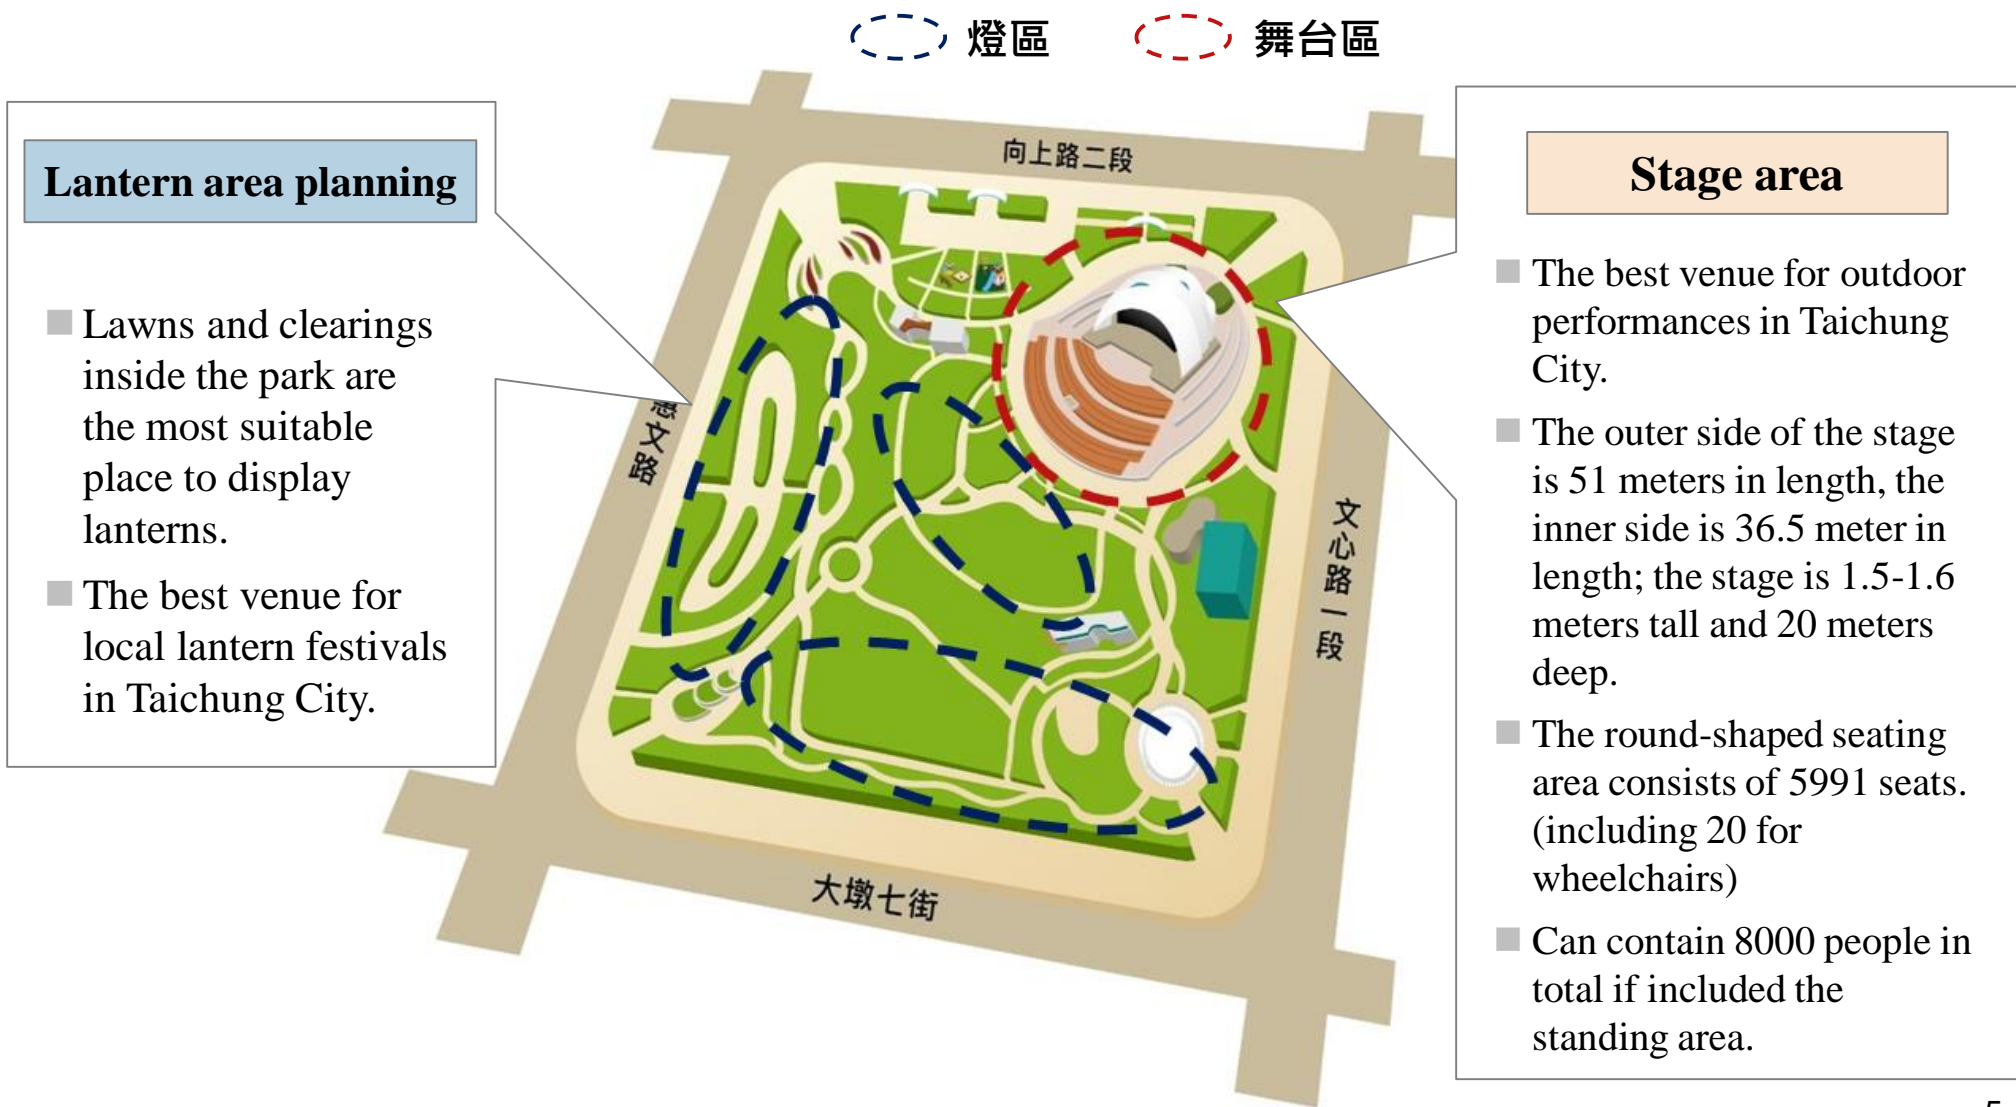 燈區
舞台區
Lantern area planning
■ Lawns and clearings
inside the park are
the most suitable
place to display
lanterns.
■ The best venue for
local lantern festivals
in Taichung City.
向上路二段
惠文路
文心路一段
大墩七街
Stage area
■ The best venue for outdoor
performances in Taichung
City.
■ The outer side of the stage
is 51 meters in length, the
inner side is 36.5 meter in
length; the stage is 1.5-1.6
meters tall and 20 meters
deep.
■ The round-shaped seating
area consists of 5991 seats.
(including 20 for
wheelchairs)
■ Can contain 8000 people in
total if included the
standing area.